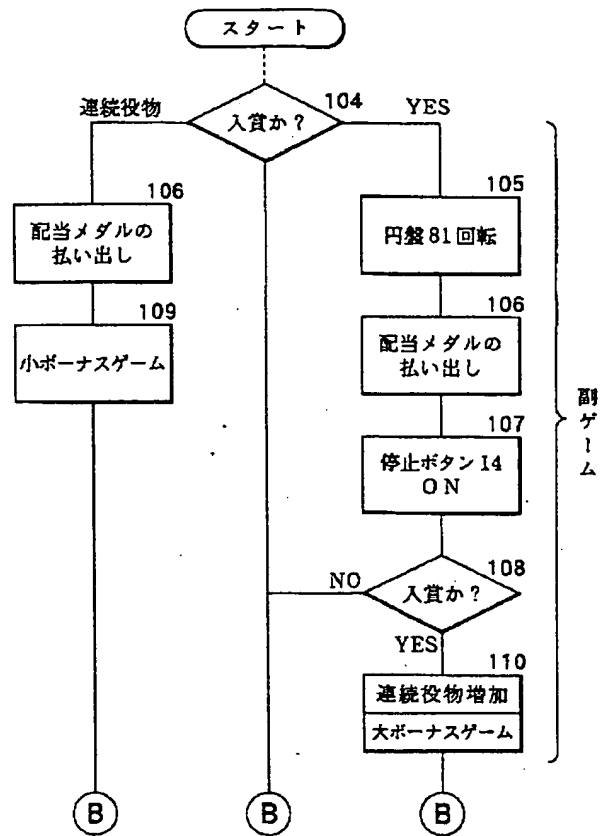 スタート
104
入賞か?
連続役物
YES
106
配当メダルの
払い出し
109
小ボーナスゲーム
105
円盤81回転
106
配当メダルの
払い出し
107
停止ボタン14
ON
108
入賞か?
NO
YES
110
連続役物増加
大ボーナスゲーム
副ゲーム
B
B
B